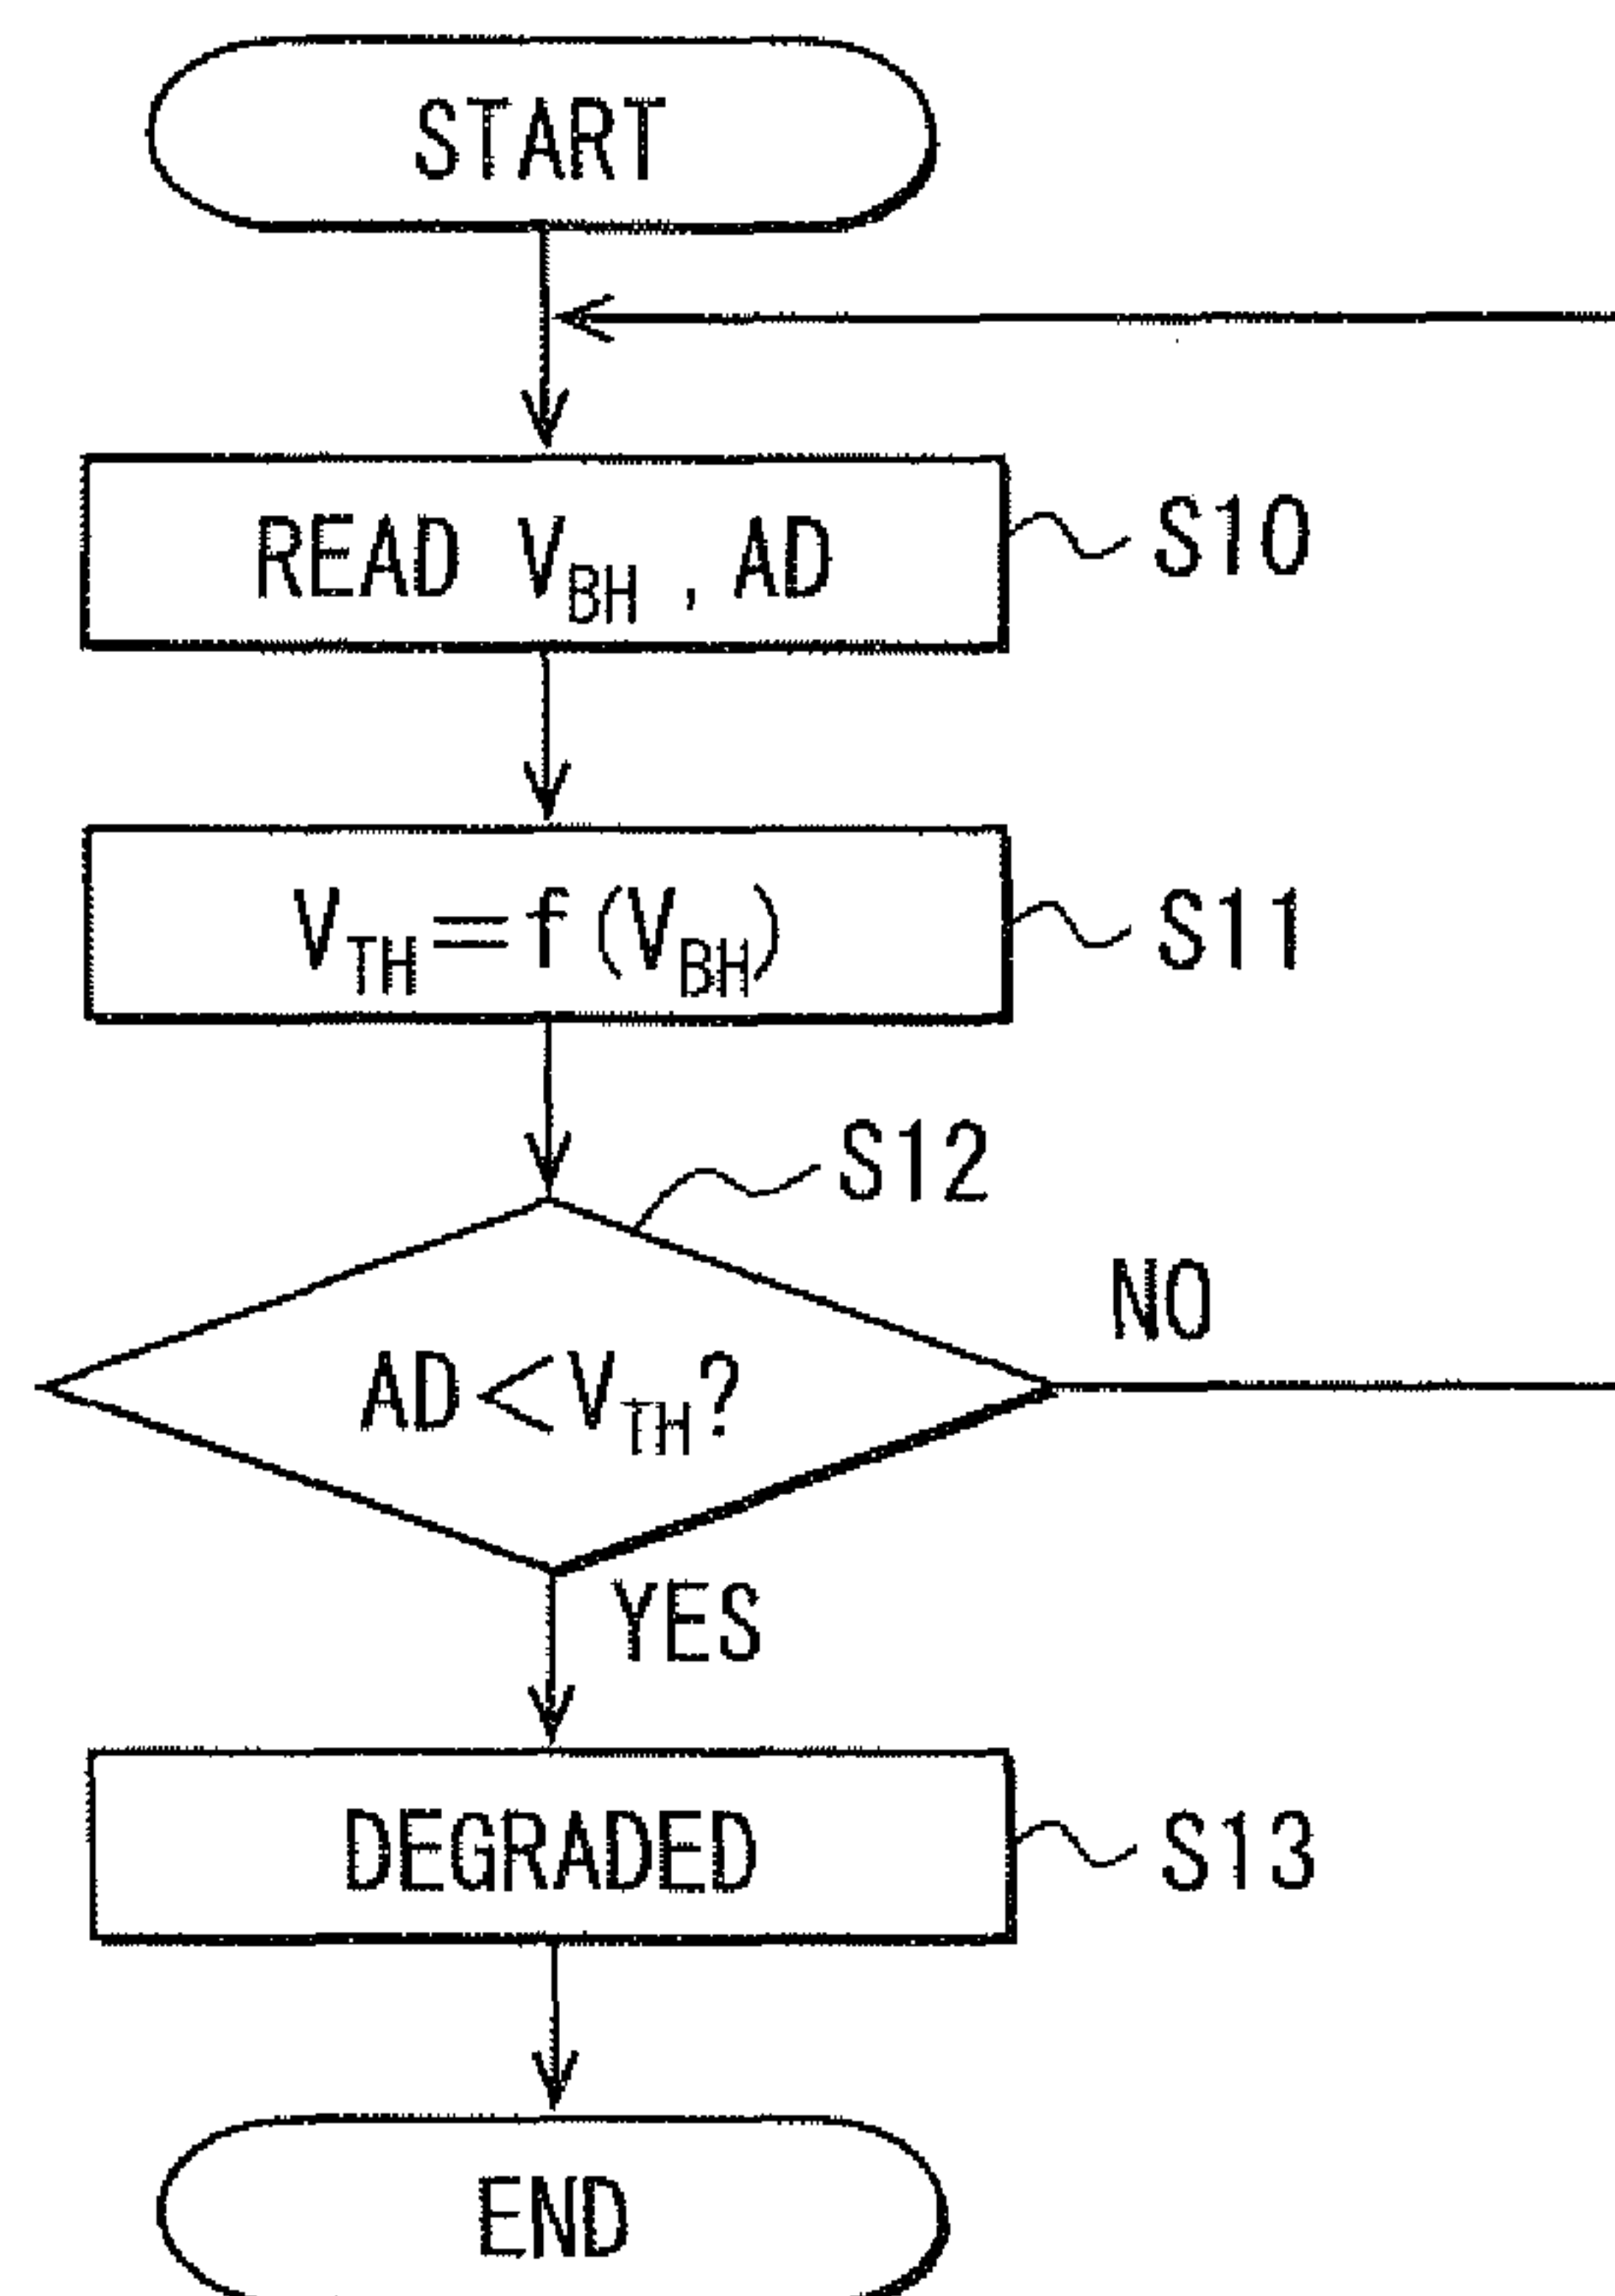 START
READ V_BH , AD
S10
V_TH=f(V_BH)
S11
S12
NO
AD<V_TH?
YES
DEGRADED
S13
END